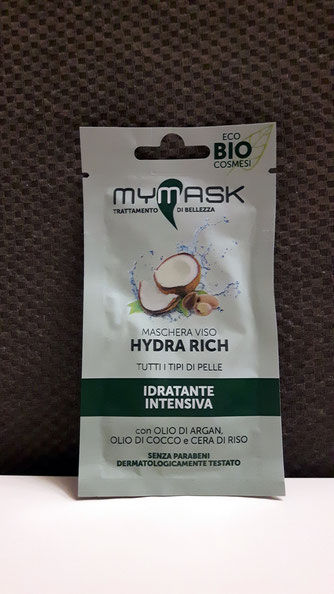 ECO
BIO
COSMESI
MYMASK
TRATTAMENTO DI BELLEZZA
MASCHERA VISO
HYDRA RICH
TUTTI I TIPI DI PELLE
IDRATANTE
INTENSIVA
con OLIO DI ARGAN,
OLIO DI COCCO e CERA DI RISO
SENZA PARABENI
DERMATOLOGICAMENTE TESTATO